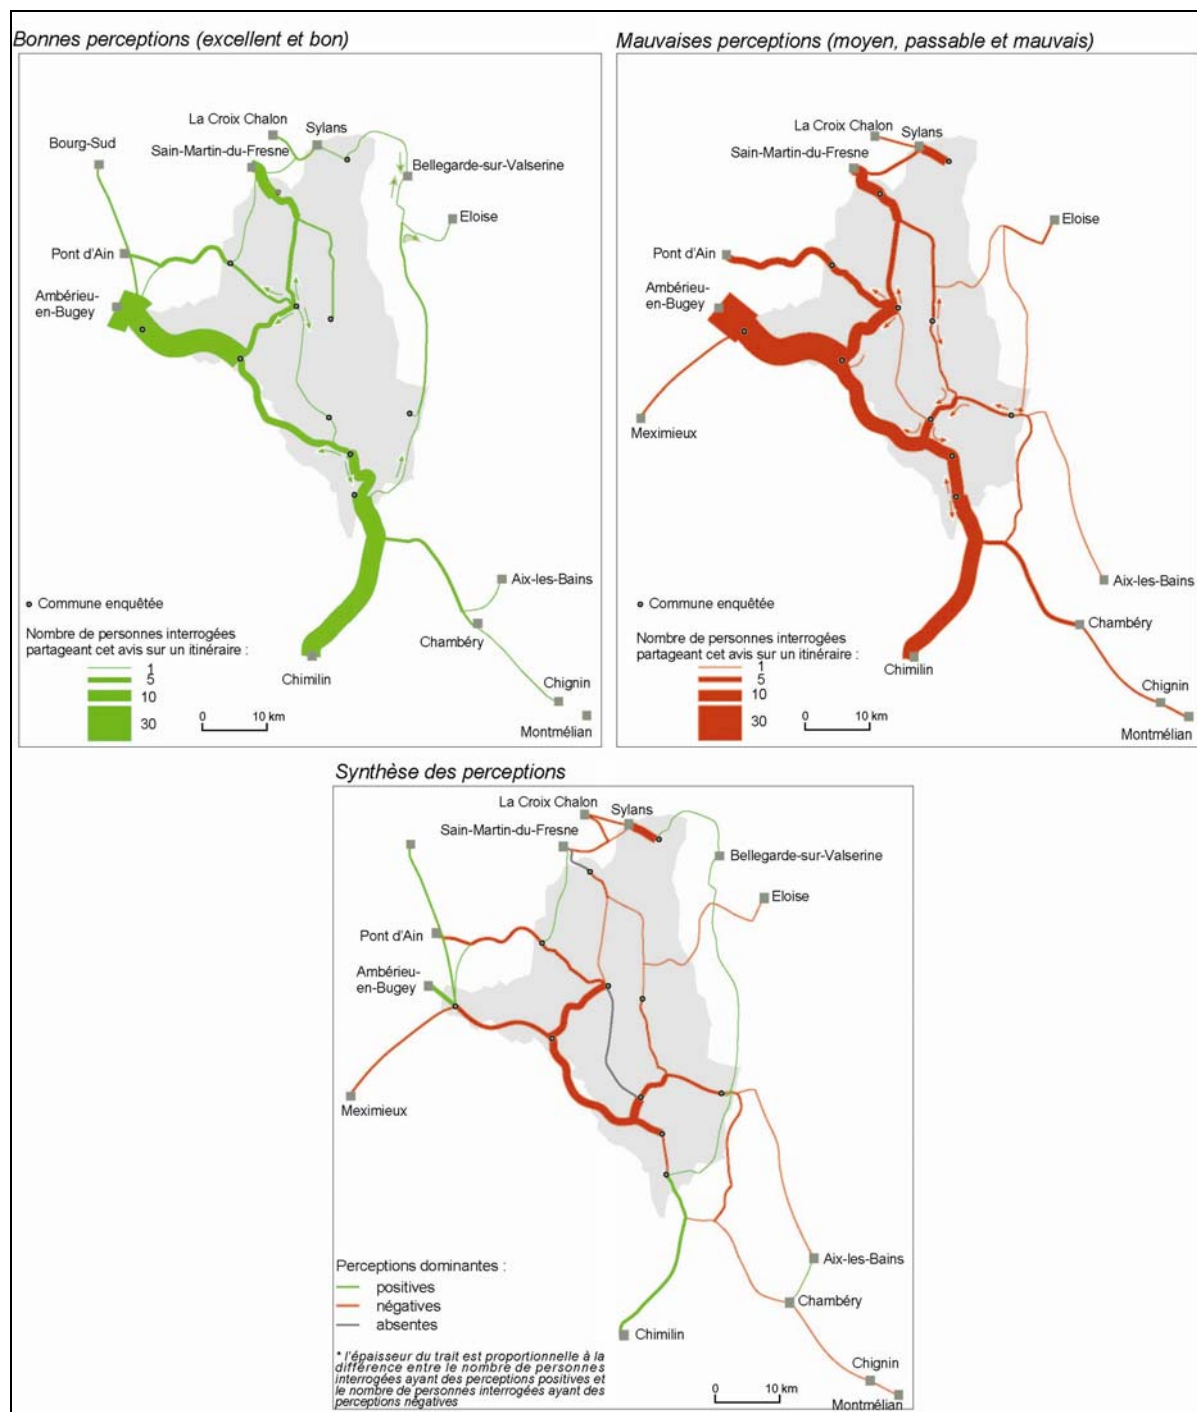 Bonnes perceptions (excellent et bon)
La Croix Chalon
Sylans
Bourg-Sud
Sain-Martin-du-Fresne
Bellegarde-sur-Valserine
Eloise
Pont d'Ain
Ambérieu-
en-Bugey
Aix-les-Bains
Commune enquêtée
Chambéry
Nombre de personnes interrogées
partageant cet avis sur un itinéraire :
1
5
10
30
Chimilin
Chignin
0 10 km
Montmélian
Mauvaises perceptions (moyen, passable et mauvais)
La Croix Chalon
Sylans
Sain-Martin-du-Fresne
Eloise
Pont d'Ain
Ambérieu-
en-Bugey
Meximieux
Aix-les-Bains
Commune enquêtée
Chambéry
Nombre de personnes interrogées
partageant cet avis sur un itinéraire :
1
5
10
30
Chimilin
Chignin
0 10 km
Montmélian
Synthèse des perceptions
La Croix Chalon
Sylans
Sain-Martin-du-Fresne
Bellegarde-sur-Valserine
Eloise
Pont d'Ain
Ambérieu-
en-Bugey
Meximieux
Aix-les-Bains
Perceptions dominantes :
positives
négatives
absentes
Chambéry
Chimilin
* l'épaisseur du trait est proportionnelle à la
différence entre le nombre de personnes
interrogées ayant des perceptions positives et
le nombre de personnes interrogées ayant des
perceptions négatives
Chignin
0 10 km
Montmélian